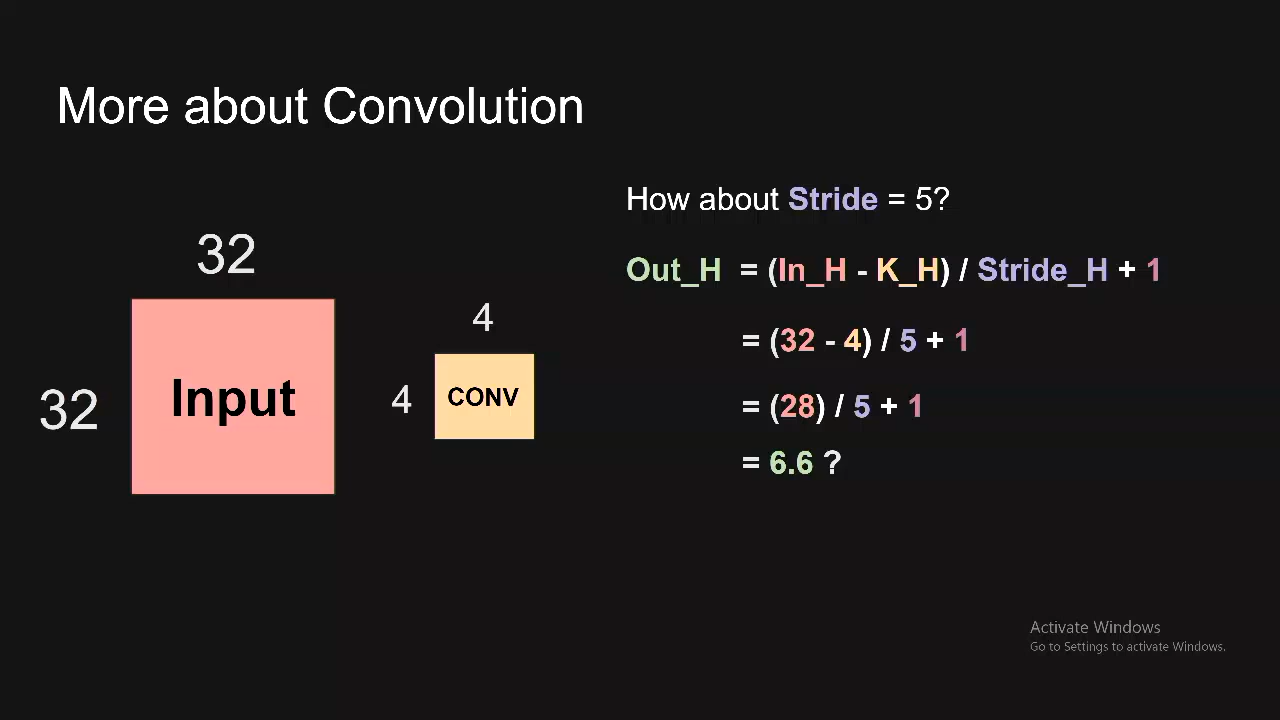 More about Convolution
32
32
Input
4
4
CONV
How about Stride = 5?
Out_H = (In_H - K_H) / Stride_H + 1
= (32 - 4) / 5 + 1
= (28) / 5 + 1
= 6.6 ?
Activate Windows
Go to Settings to activate Windows.